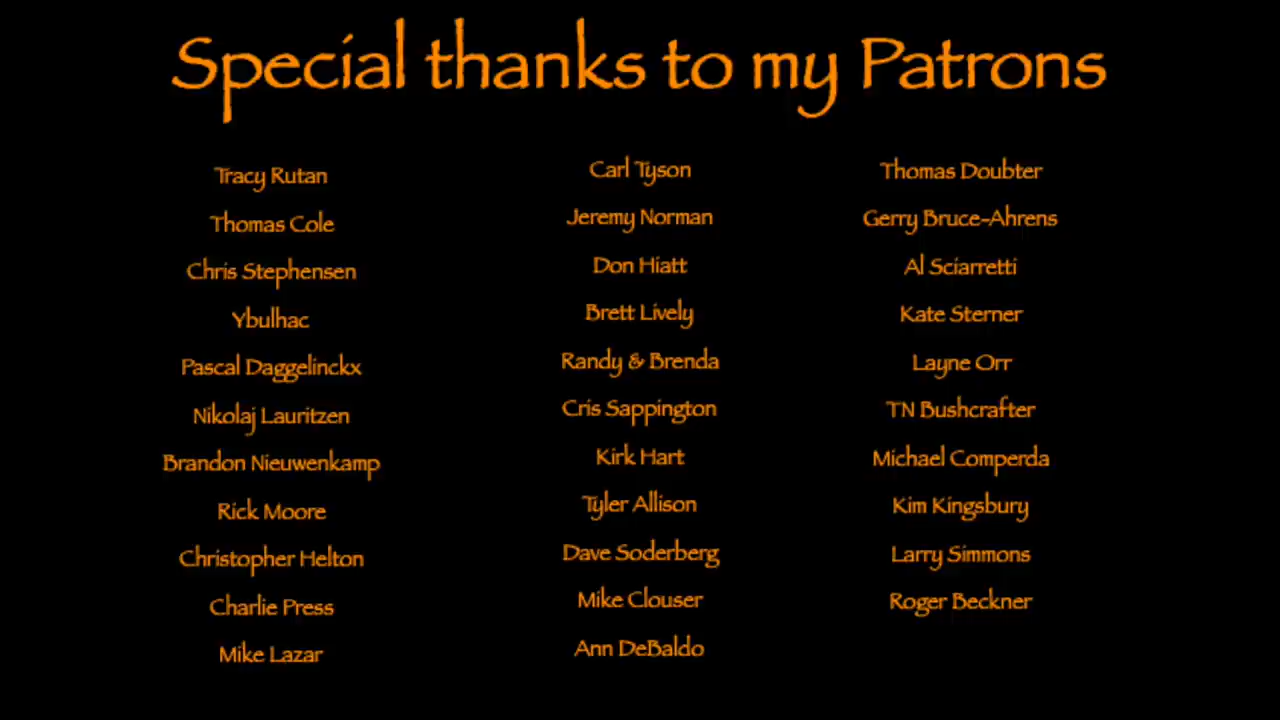 Special thanks to my Patrons
Tracy Rutan
Thomas Cole
Chris Stephensen
Ybulhac
Pascal Daggelinckx
Nikolaj Lauritzen
Brandon Nieuwenkamp
Rick Moore
Christopher Helton
Charlie Press
Mike Lazar
Carl Tyson
Jeremy Norman
Don Hiatt
Brett Lively
Randy & Brenda
Cris Sappington
Kirk Hart
Tyler Allison
Dave Soderberg
Mike Clouser
Ann DeBaldo
Thomas Doubter
Gerry Bruce-Ahrens
Al Sciarretti
Kate Sterner
Layne Orr
TN Bushcrafter
Michael Comperda
Kim Kingsbury
Larry Simmons
Roger Beckner